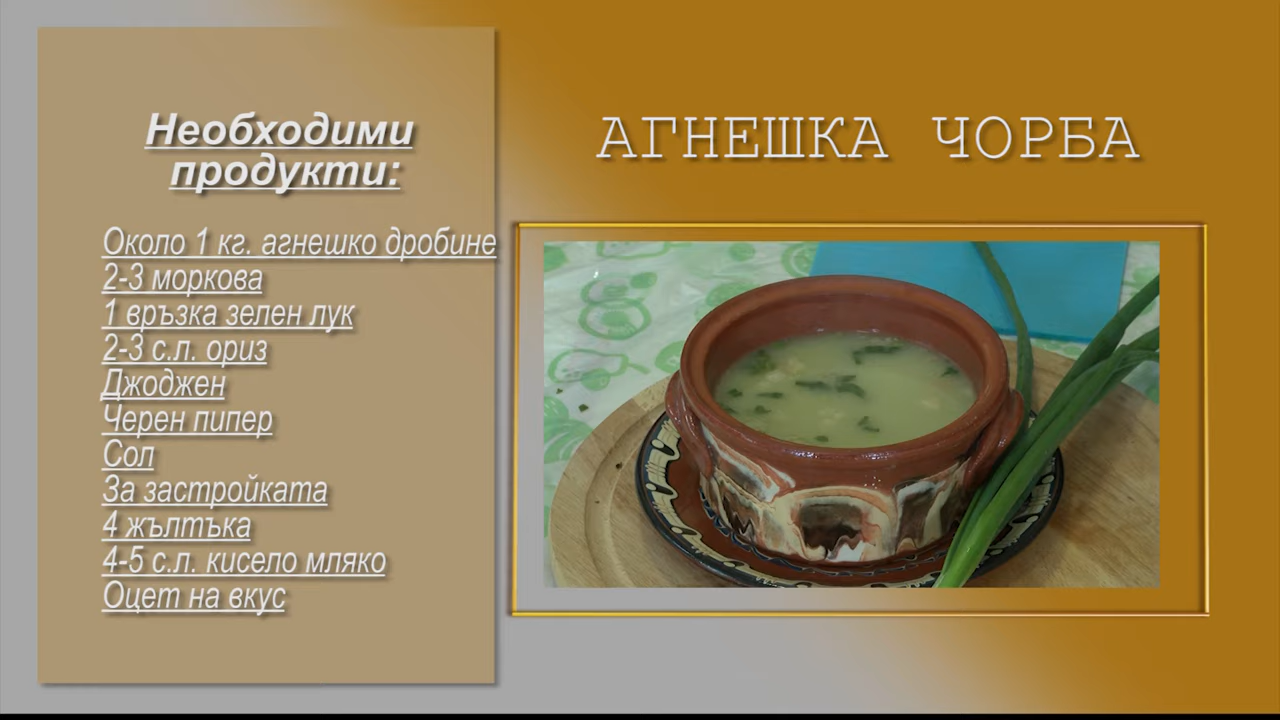 Необходими
продукти:
Около 1 кг. агнешко дробине
2-3 моркова
1 връзка зелен лук
2-3 с.л. ориз
Джоджен
Черен пипер
Сол
За застройката
4 жълтъка
4-5 с.л. кисело мляко
Оцет на вкус
АГНЕШКА ЧОРБА